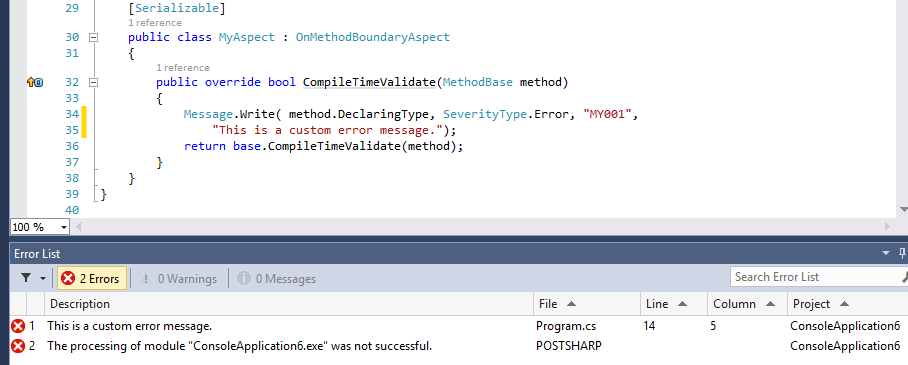 29 [Serializable]
1 reference
30 public class MyAspect : OnMethodBoundaryAspect
31 {
1 reference
32 public override bool CompileTimeValidate(MethodBase method)
33 {
34 Message.Write( method.DeclaringType, SeverityType.Error, "MY001",
35 "This is a custom error message.");
36 return base.CompileTimeValidate(method);
37 }
38 }
39 }
40
100 %
Error List
2 Errors 0 Warnings 0 Messages Search Error List
Description File Line Column Project
1 This is a custom error message. Program.cs 14 5 ConsoleApplication6
2 The processing of module "ConsoleApplication6.exe" was not successful. POSTSHARP ConsoleApplication6